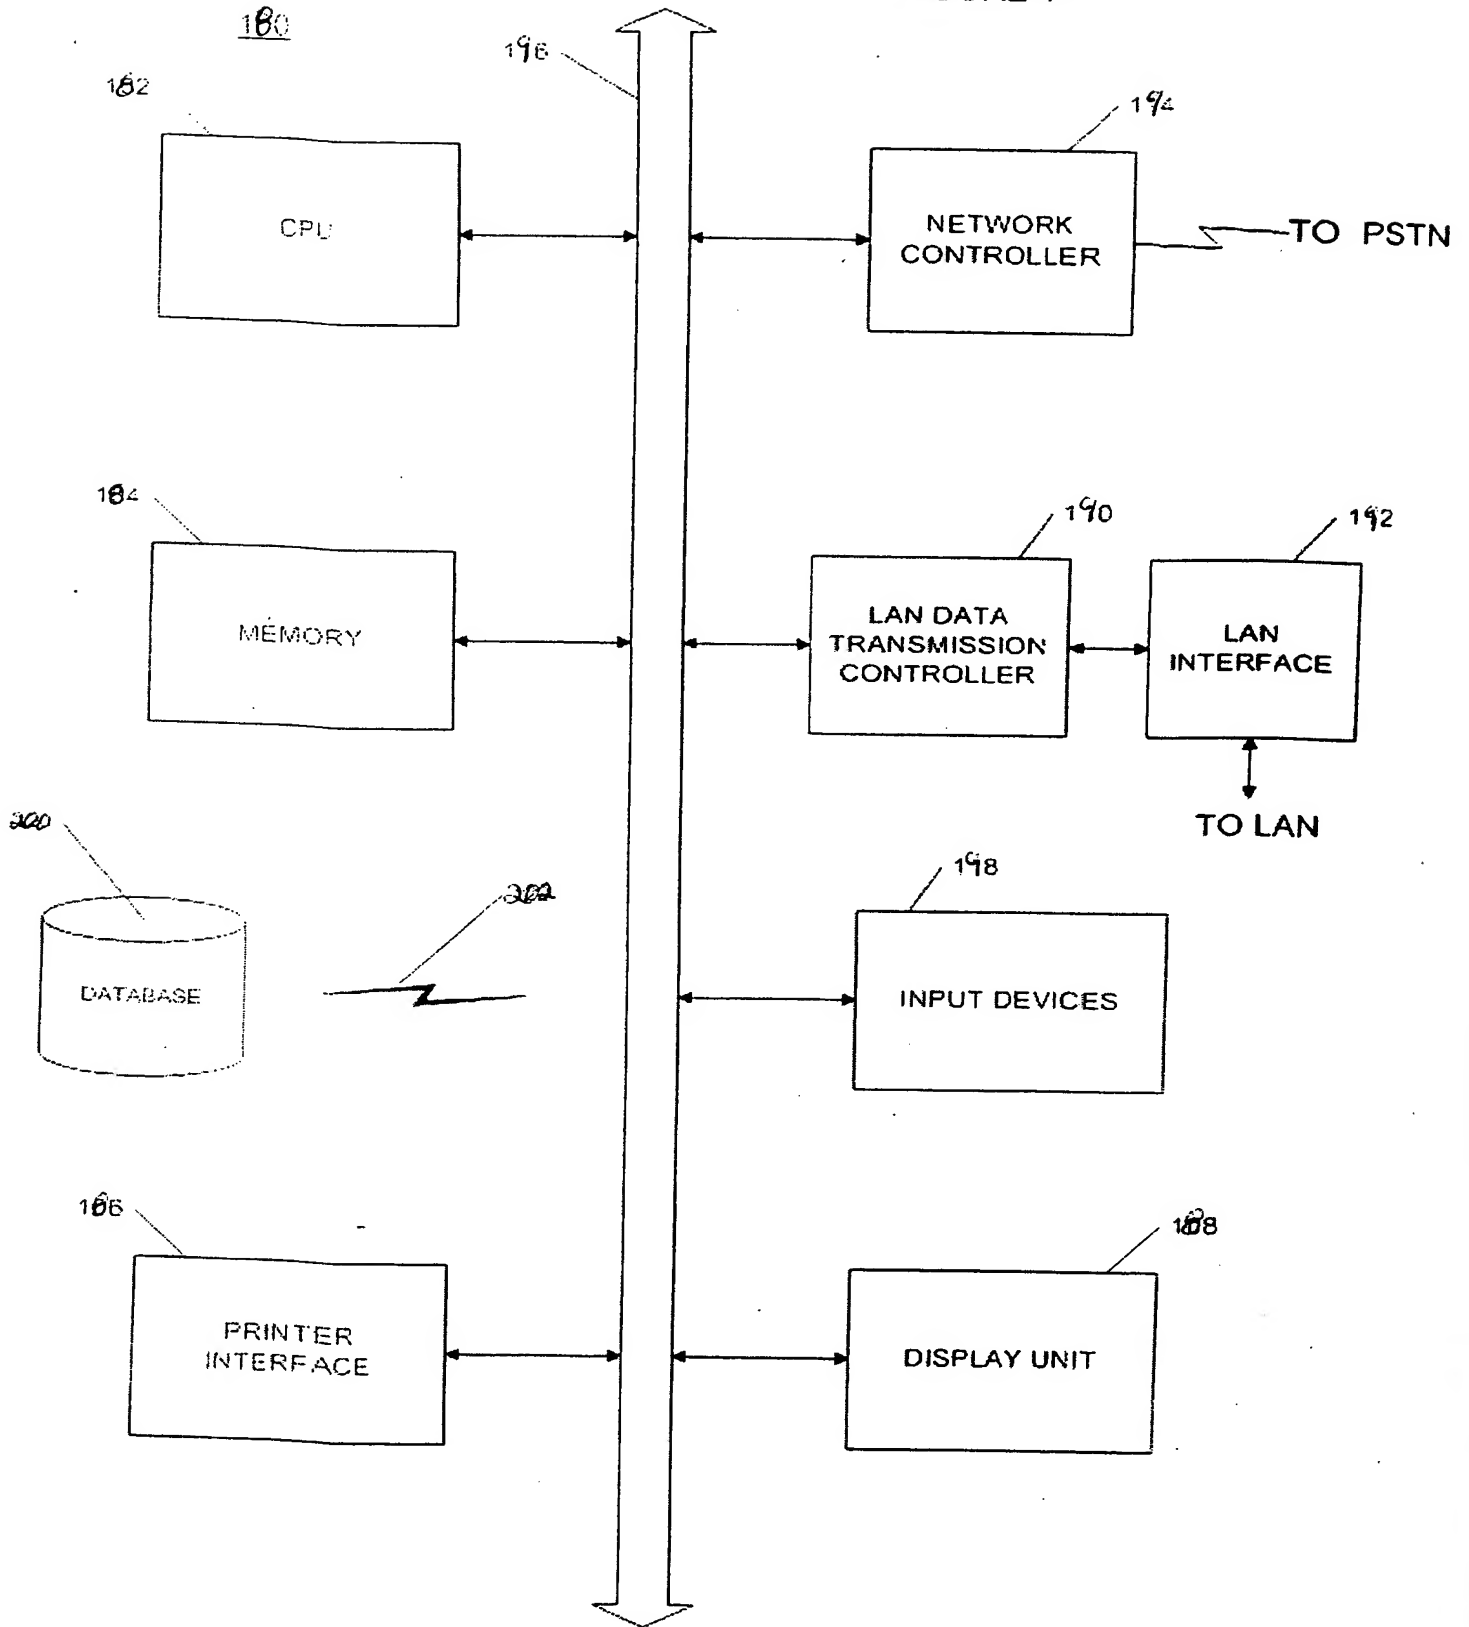 180
196
182
194
CPU
NETWORK
CONTROLLER
TO PSTN
184
190
192
MEMORY
LAN DATA
TRANSMISSION
CONTROLLER
LAN
INTERFACE
TO LAN
200
202
198
DATABASE
INPUT DEVICES
186
188
PRINTER
INTERFACE
DISPLAY UNIT